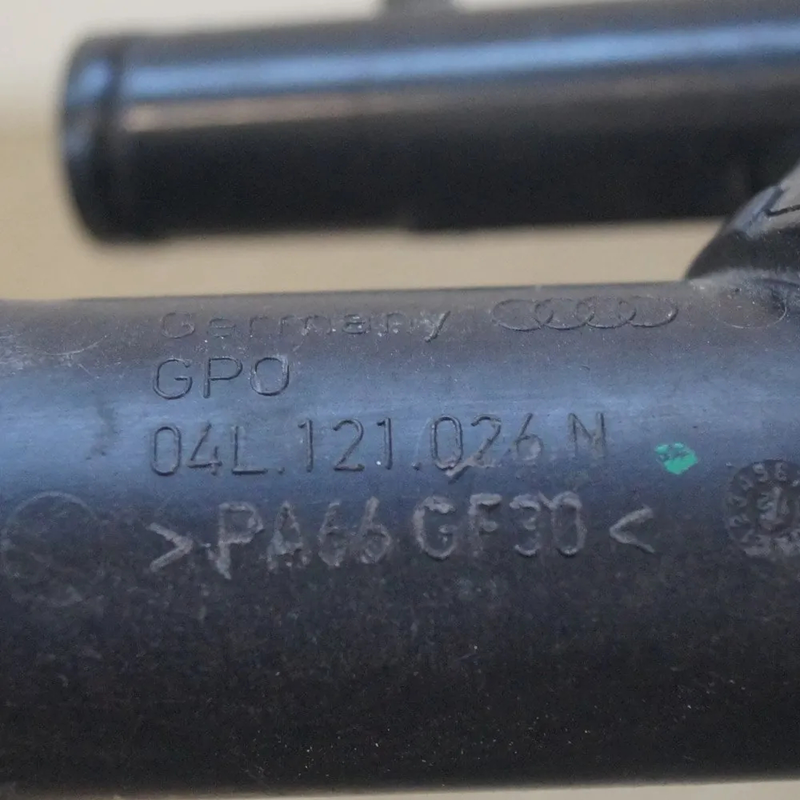 Germany
GPO
04L.121.026 N
>PA66 GF30<